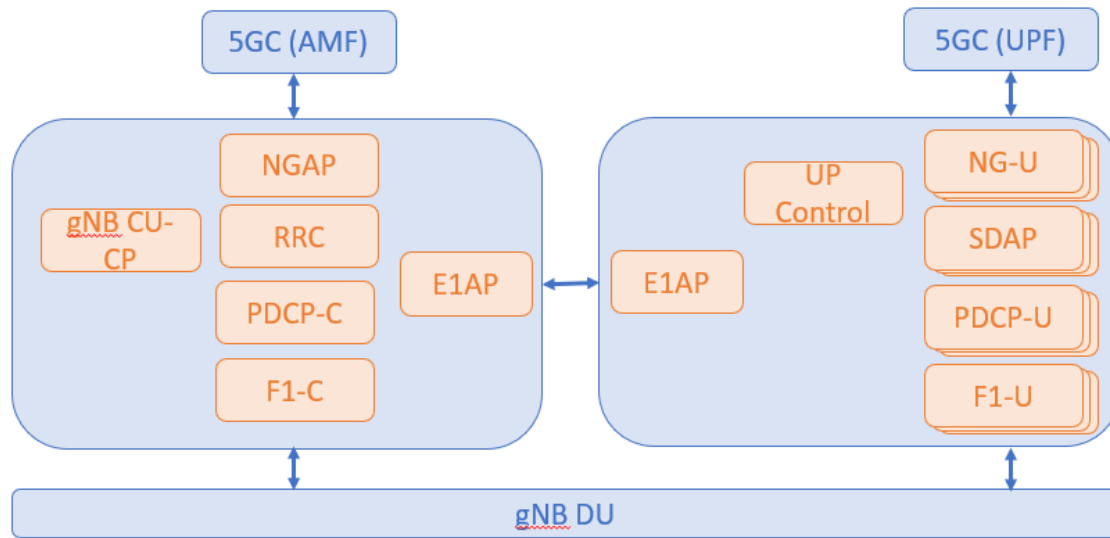 5GC (AMF)
5GC (UPF)
NGAP
gNB CU-
CP
RRC
E1AP
PDCP-C
F1-C
E1AP
UP
Control
NG-U
SDAP
PDCP-U
F1-U
gNB DU